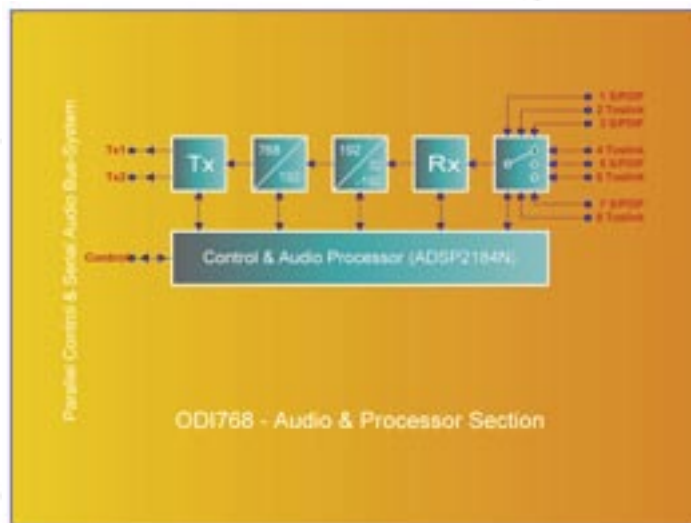 Parallel Control & Serial Audio Bus-System
1 S/PDIF
2 Toslink
3 S/PDIF
4 Toslink
5 S/PDIF
6 Toslink
7 S/PDIF
8 Toslink
Tx1
Tx2
Tx
768
192
192
Rx
Control
Control & Audio Processor (ADSP2184N)
ODI768 - Audio & Processor Section